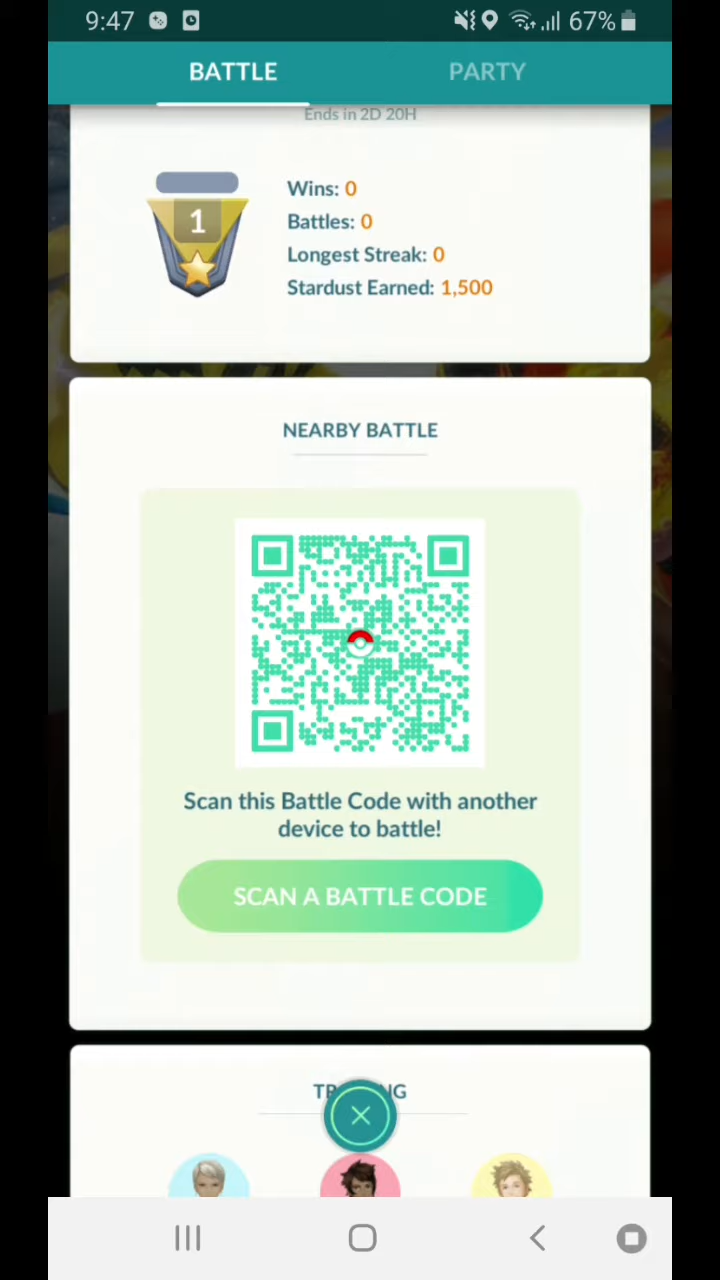 9:47
67%
BATTLE
PARTY
Ends in 2D 20H
1
Wins: 0
Battles: 0
Longest Streak: 0
Stardust Earned: 1,500
NEARBY BATTLE
Scan this Battle Code with another
device to battle!
SCAN A BATTLE CODE